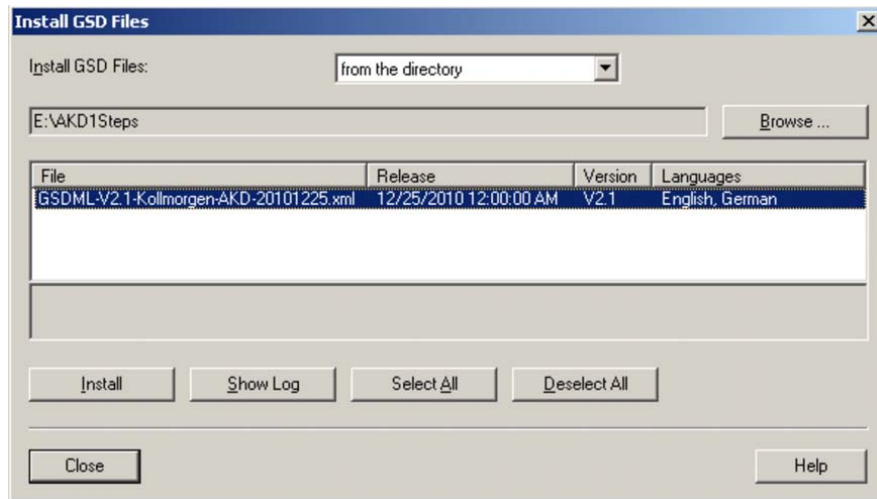 Install GSD Files
Install GSD Files: from the directory
E:\AKD1Steps Browse ...
File Release Version Languages
GSDML-V2.1-Kollmorgen-AKD-20101225.xml 12/25/2010 12:00:00 AM V2.1 English, German
Install Show Log Select All Deselect All
Close Help